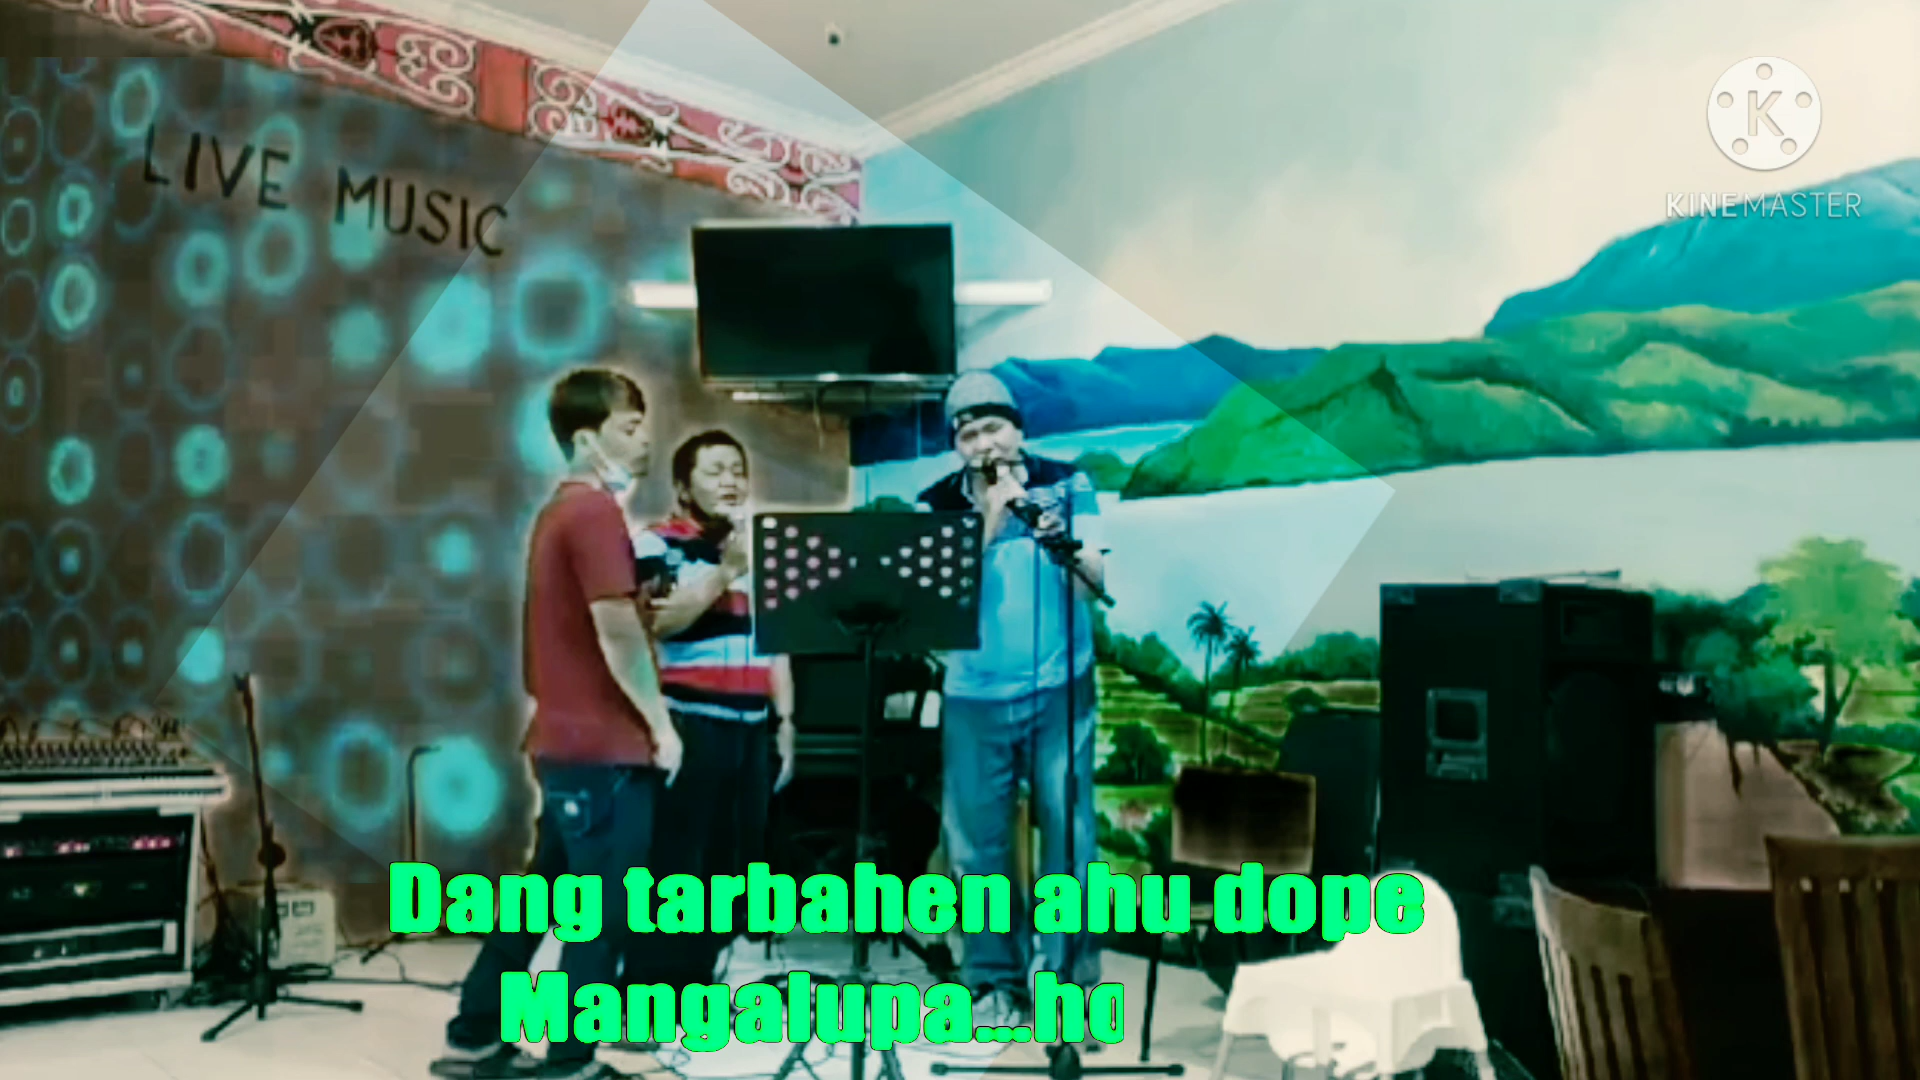 LIVE MUSIC
K
KINEMASTER
Dang tarbahen ahu dope
Mangalupa...ho